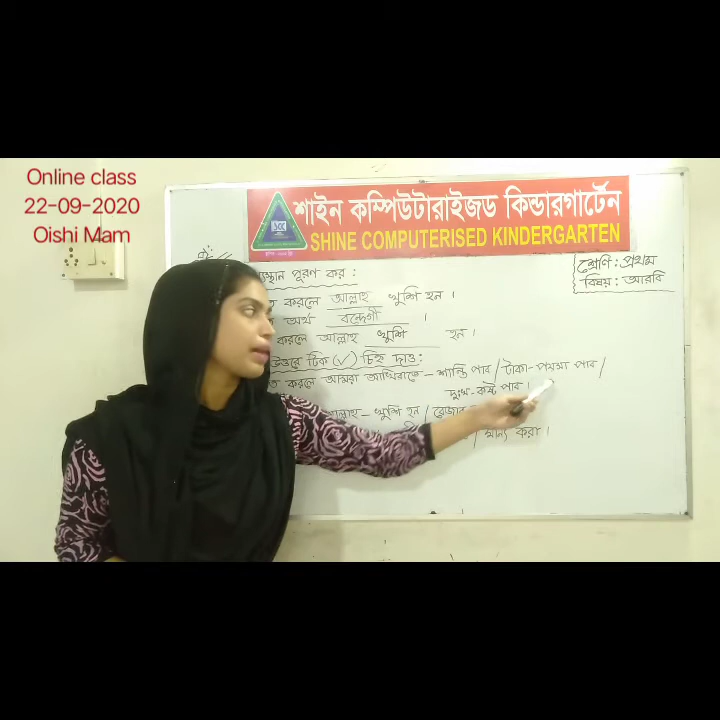 Online class
22-09-2020
Oishi Mam
শাইন কম্পিউটারাইজড কিন্ডারগার্টেন
SHINE COMPUTERISED KINDERGARTEN
শ্রেণি : প্রথম
বিষয় : আরবি
পূরণ কর :
করলে আল্লাহ খুশি হন ।
অর্থ বন্দেগী ।
করলে আল্লাহ খুশি হন ।
উত্তরে টিক (✓) চিহ্ন দাও:
করলে আমরা আখিরাতে – শান্তি পাব / টাকা-পয়সা পাব /
দুঃখ-কষ্ট পাব ।
আল্লাহ – খুশি হন /
/ মান্য করা ।